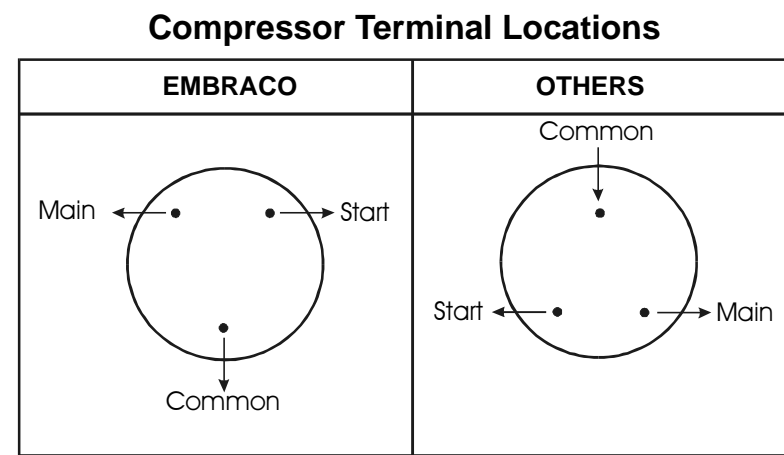 Compressor Terminal Locations
EMBRACO
OTHERS
Main
Start
Common
Common
Start
Main